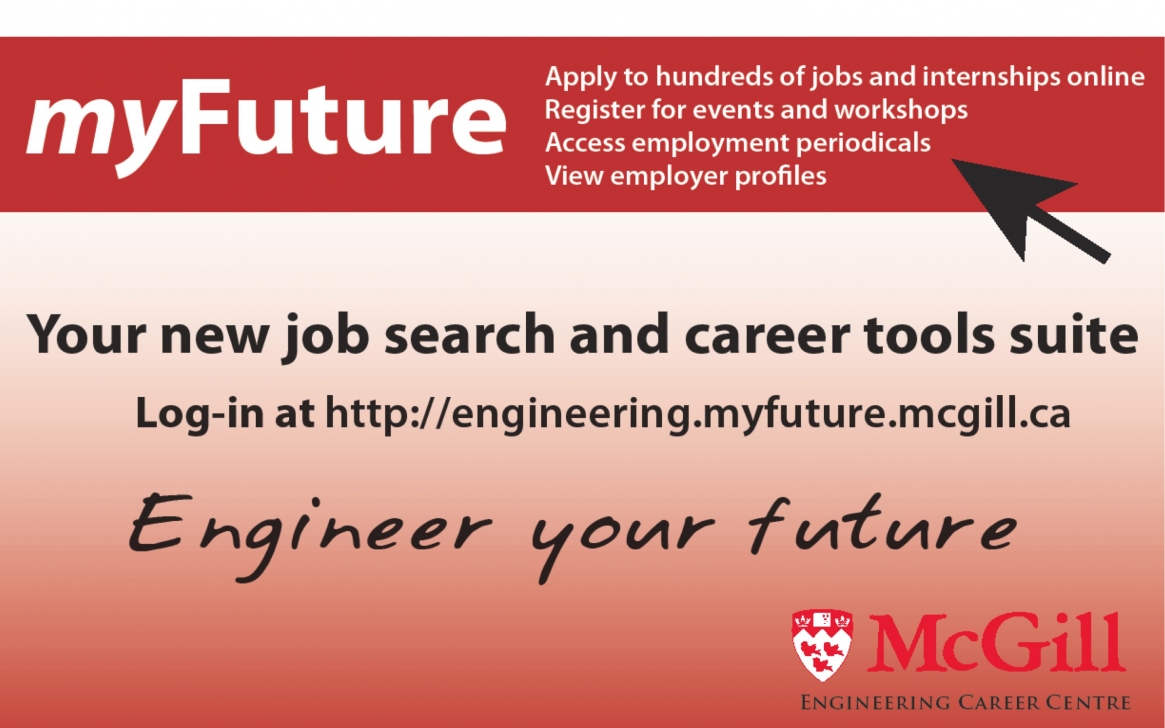 myFuture
Apply to hundreds of jobs and internships online
Register for events and workshops
Access employment periodicals
View employer profiles
Your new job search and career tools suite
Log-in at http://engineering.myfuture.mcgill.ca
Engineer your future
McGill
ENGINEERING CAREER CENTRE